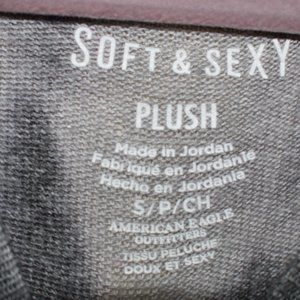 SOFT & SEXY
PLUSH
Made in Jordan
Fabriqué en Jordanie
Hecho en Jordania
S/P/CH
AMERICAN EAGLE
OUTFITTERS
TISSU PELUCHE
DOUX ET SEXY